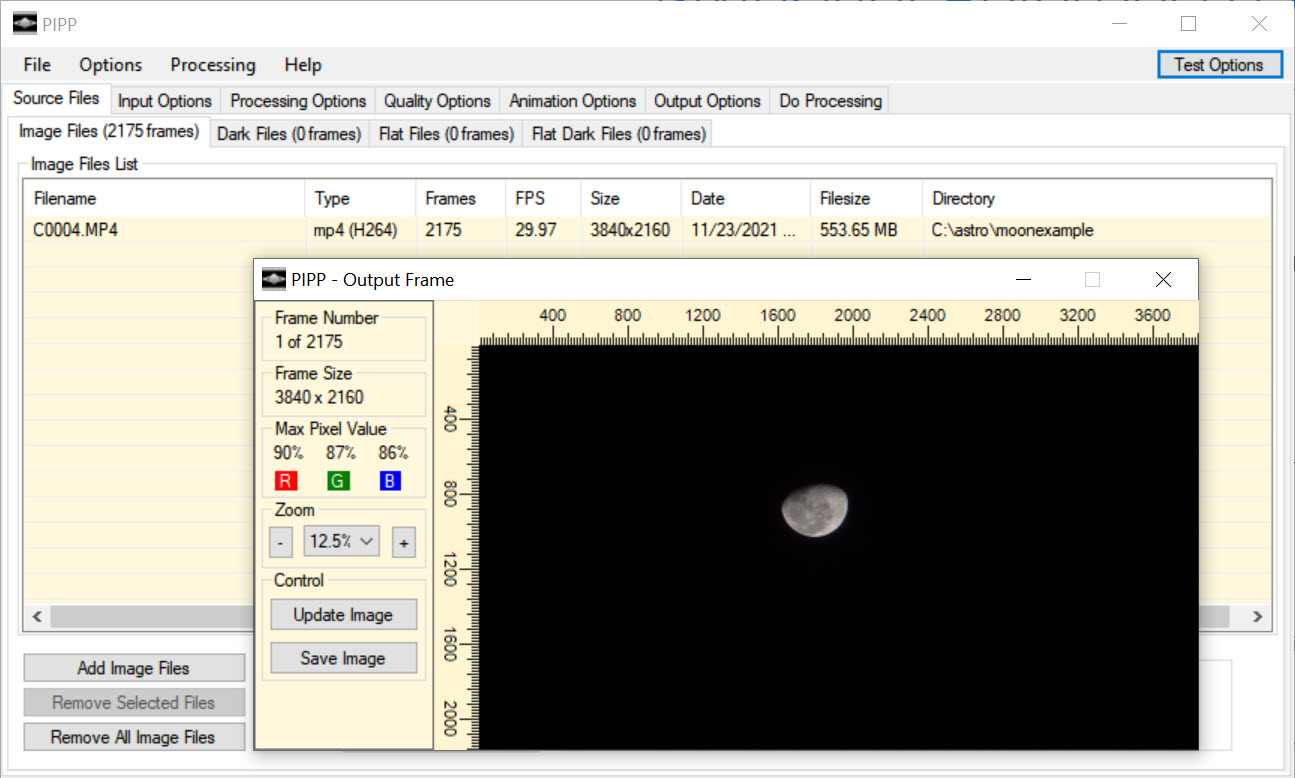 PIPP
File Options Processing Help Test Options
Source Files Input Options Processing Options Quality Options Animation Options Output Options Do Processing
Image Files (2175 frames) Dark Files (0 frames) Flat Files (0 frames) Flat Dark Files (0 frames)
Image Files List
Filename Type Frames FPS Size Date Filesize Directory
C0004.MP4 mp4 (H264) 2175 29.97 3840x2160 11/23/2021 ... 553.65 MB C:\astro\moonexample
PIPP - Output Frame
Frame Number
1 of 2175
Frame Size
3840 x 2160
Max Pixel Value
90% 87% 86%
R G B
Zoom
- 12.5% +
Control
Update Image
Save Image
400 800 1200 1600 2000 2400 2800 3200 3600
400
800
1200
1600
2000
Add Image Files
Remove Selected Files
Remove All Image Files